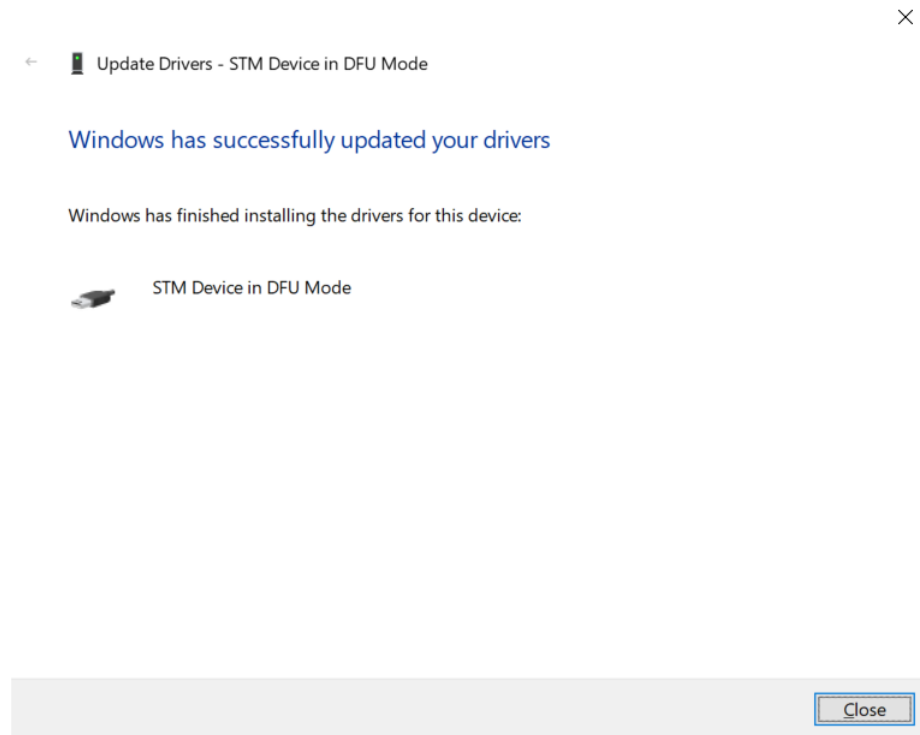 Update Drivers - STM Device in DFU Mode
Windows has successfully updated your drivers
Windows has finished installing the drivers for this device:
STM Device in DFU Mode
Close